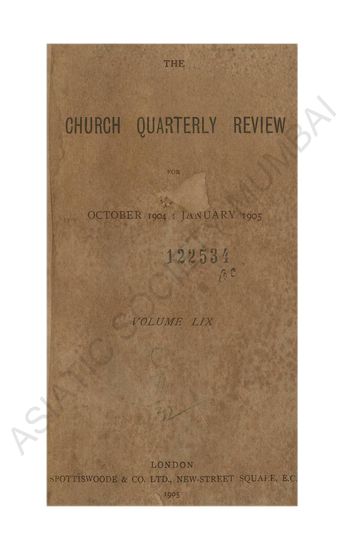 THE
CHURCH QUARTERLY REVIEW
FOR
OCTOBER 1904 : JANUARY 1905
122534
VOLUME LIX
LONDON
SPOTTISWOODE & CO. LTD., NEW-STREET SQUARE, E.C.
1905
ASIATIC SOCIETY MUMBAI